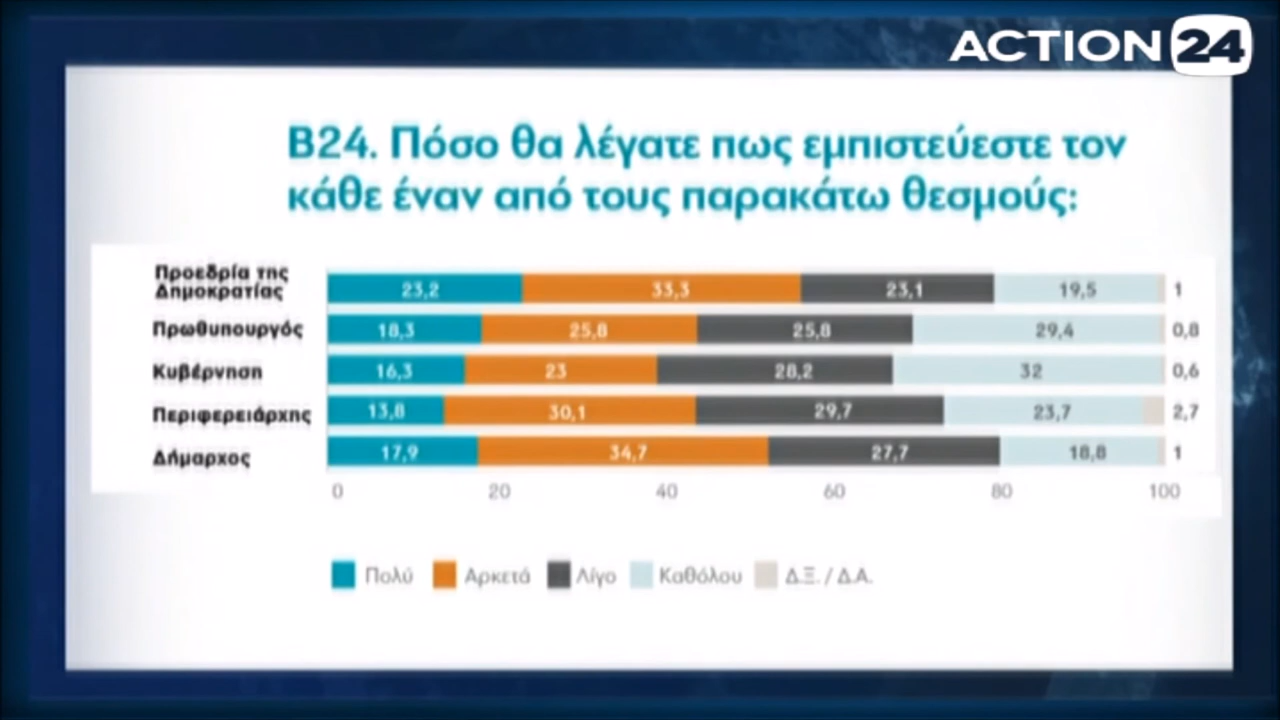 ACTION 24
B24. Πόσο θα λέγατε πως εμπιστεύεστε τον
κάθε έναν από τους παρακάτω θεσμούς:
Προεδρία της
Δημοκρατίας
23,2 33,3 23,1 19,5 1
Πρωθυπουργός 18,3 25,8 25,8 29,4 0,8
Κυβέρνηση 16,3 23 28,2 32 0,6
Περιφερειάρχης 13,8 30,1 29,7 23,7 2,7
Δήμαρχος 17,9 34,7 27,7 18,8 1
0 20 40 60 80 100
Πολύ Αρκετά Λίγο Καθόλου Δ.Ξ. / Δ.Α.